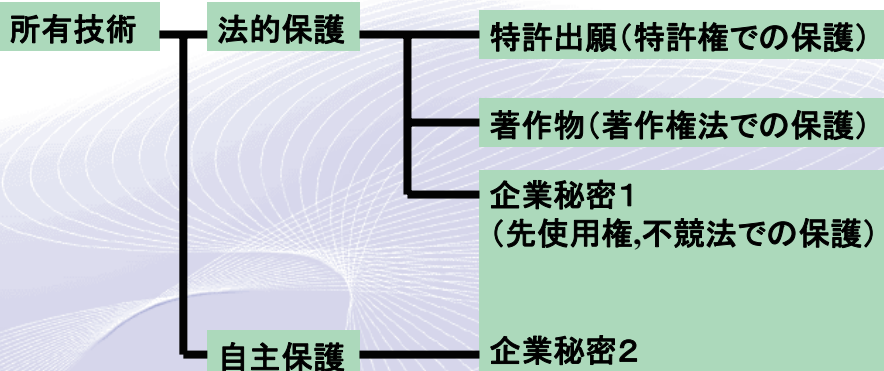 所有技術
法的保護
特許出願(特許権での保護)
著作物(著作権法での保護)
企業秘密1
(先使用権,不競法での保護)
自主保護
企業秘密2